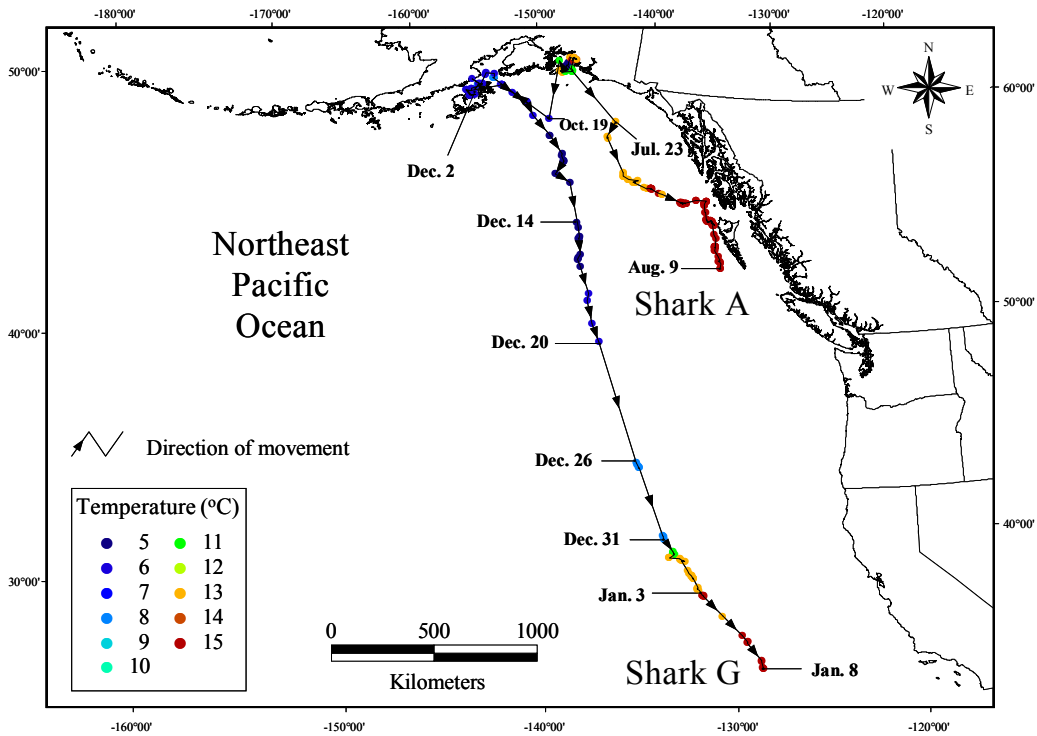 -180°00' -170°00' -160°00' -150°00' -140°00' -130°00' -120°00'
N
W E
S
50°00' 60°00'
Oct. 19
Jul. 23
Dec. 2
Dec. 14
Northeast
Pacific
Ocean
Aug. 9
Shark A
50°00'
40°00'
Dec. 20
Direction of movement
Dec. 26
Temperature (°C)
5 11
6 12
7 13
8 14
9 15
10
Dec. 31
40°00'
30°00'
Jan. 3
0 500 1000
Kilometers
Shark G
Jan. 8
-160°00' -150°00' -140°00' -130°00' -120°00'